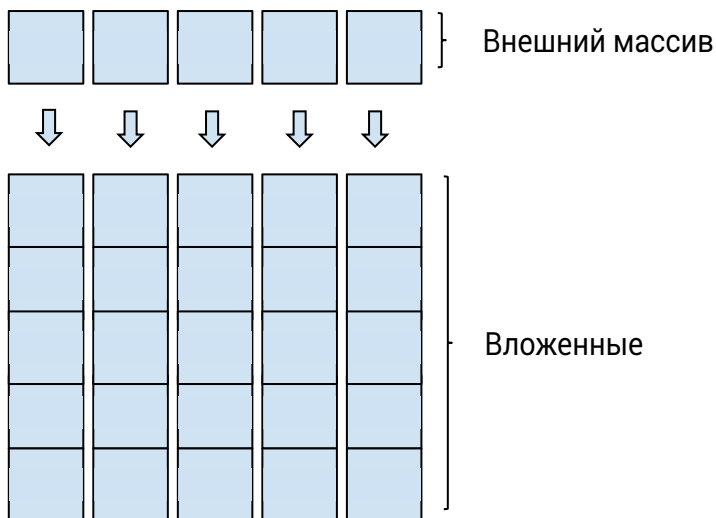 Внешний массив
Вложенные